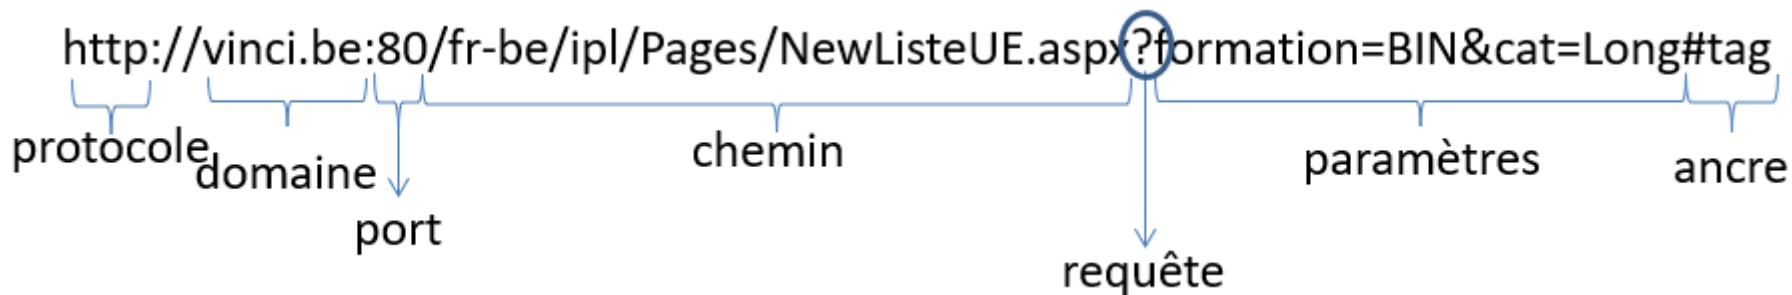 http://vinci.be:80/fr-be/ipl/Pages/NewListeUE.aspx?formation=BIN&cat=Long#tag
protocole
domaine
port
chemin
requête
paramètres
ancre